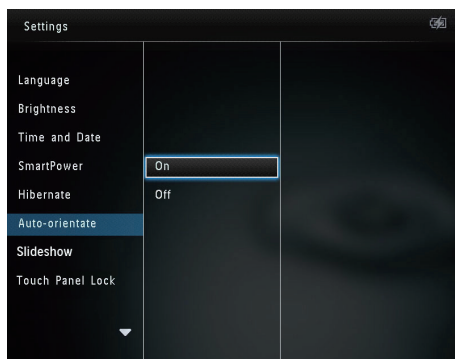 Settings
Language
Brightness
Time and Date
SmartPower
On
Hibernate
Off
Auto-orientate
Slideshow
Touch Panel Lock